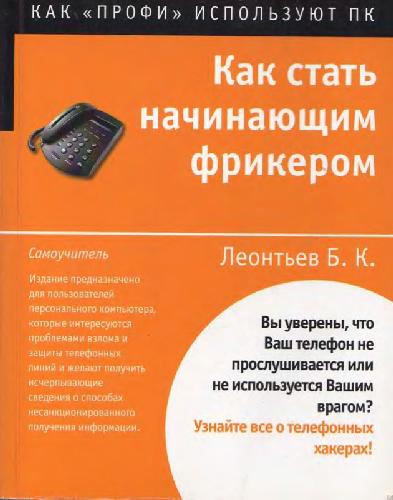 КАК «ПРОФИ» ИСПОЛЬЗУЮТ ПК
Как стать
начинающим
фрикером
Самоучитель
Леонтьев Б. К.
Издание предназначено
для пользователей
персонального компьютера,
которые интересуются
проблемами взлома и
защиты телефонных
линий и желают получить
исчерпывающие
сведения о способах
несанкционированного
получения информации.
Вы уверены, что
Ваш телефон не
прослушивается или
не используется Вашим
врагом?
Узнайте все о телефонных
хакерах!